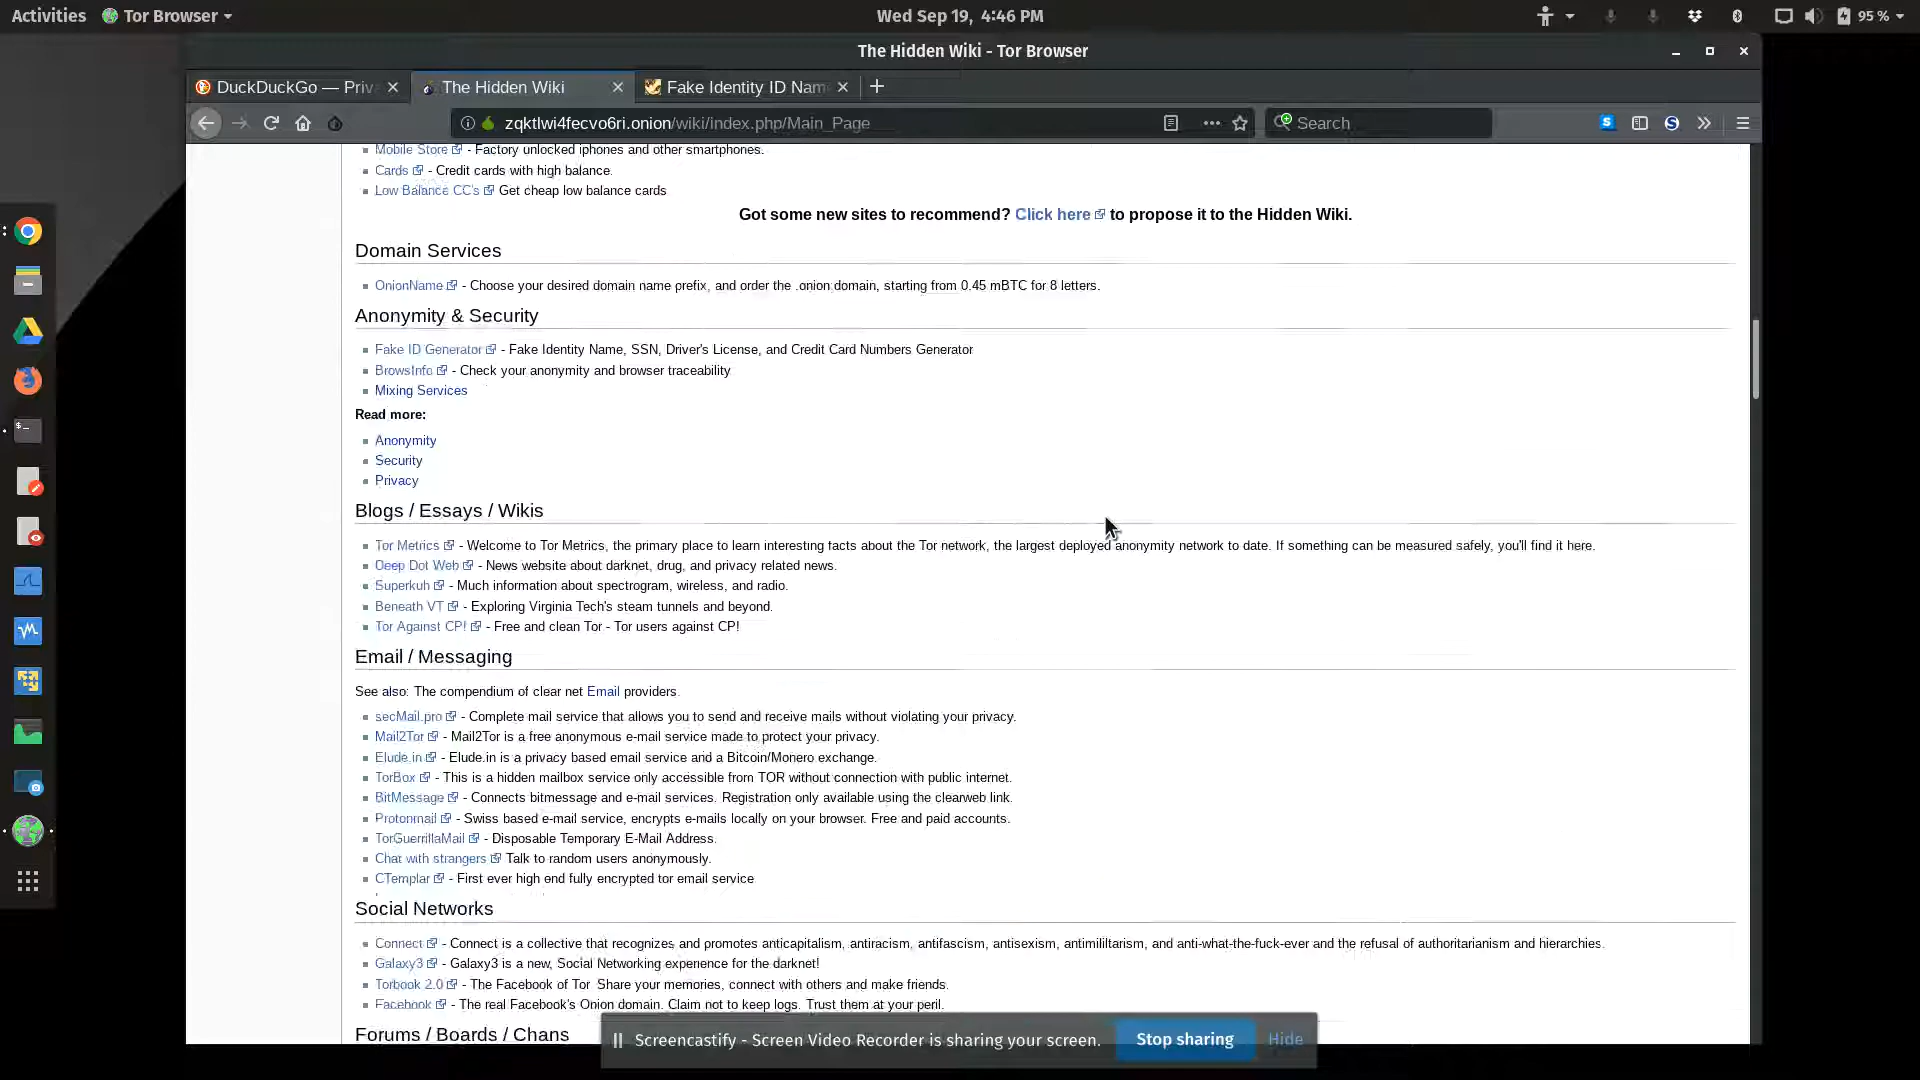 Activities Tor Browser Wed Sep 19, 4:46 PM 95 %
The Hidden Wiki - Tor Browser
DuckDuckGo — Priv The Hidden Wiki Fake Identity ID Nam
zqktlwi4fecvo6ri.onion/wiki/index.php/Main_Page Search
Mobile Store - Factory unlocked iphones and other smartphones.
Cards - Credit cards with high balance.
Low Balance CC's Get cheap low balance cards
Got some new sites to recommend? Click here to propose it to the Hidden Wiki.
Domain Services
OnionName - Choose your desired domain name prefix, and order the .onion domain, starting from 0.45 mBTC for 8 letters.
Anonymity & Security
Fake ID Generator - Fake Identity Name, SSN, Driver's License, and Credit Card Numbers Generator
BrowsInfo - Check your anonymity and browser traceability
Mixing Services
Read more:
Anonymity
Security
Privacy
Blogs / Essays / Wikis
Tor Metrics - Welcome to Tor Metrics, the primary place to learn interesting facts about the Tor network, the largest deployed anonymity network to date. If something can be measured safely, you'll find it here.
Deep Dot Web - News website about darknet, drug, and privacy related news.
Superkuh - Much information about spectrogram, wireless, and radio.
Beneath VT - Exploring Virginia Tech's steam tunnels and beyond.
Tor Against CP! - Free and clean Tor - Tor users against CP!
Email / Messaging
See also: The compendium of clear net Email providers.
secMail.pro - Complete mail service that allows you to send and receive mails without violating your privacy.
Mail2Tor - Mail2Tor is a free anonymous e-mail service made to protect your privacy.
Elude.in - Elude.in is a privacy based email service and a Bitcoin/Monero exchange.
TorBox - This is a hidden mailbox service only accessible from TOR without connection with public internet.
BitMessage - Connects bitmessage and e-mail services. Registration only available using the clearweb link.
Protonmail - Swiss based e-mail service, encrypts e-mails locally on your browser. Free and paid accounts.
TorGuerrillaMail - Disposable Temporary E-Mail Address.
Chat with strangers Talk to random users anonymously.
CTemplar - First ever high end fully encrypted tor email service
Social Networks
Connect - Connect is a collective that recognizes and promotes anticapitalism, antiracism, antifascism, antisexism, antimililtarism, and anti-what-the-fuck-ever and the refusal of authoritarianism and hierarchies.
Galaxy3 - Galaxy3 is a new, Social Networking experience for the darknet!
Torbook 2.0 - The Facebook of Tor Share your memories, connect with others and make friends.
Facebook - The real Facebook's Onion domain. Claim not to keep logs. Trust them at your peril.
Forums / Boards / Chans
Screencastify - Screen Video Recorder is sharing your screen. Stop sharing Hide